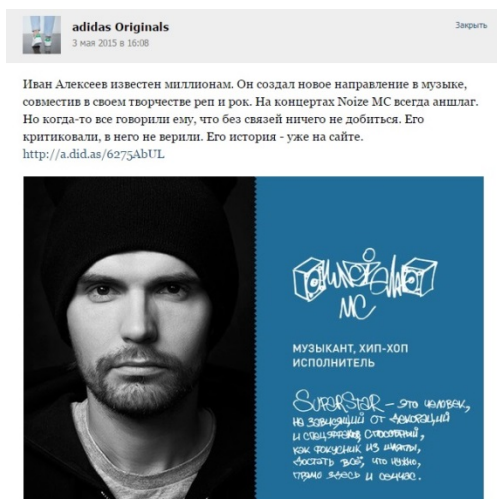 adidas Originals
Закрыть
3 мая 2015 в 16:08
Иван Алексеев известен миллионам. Он создал новое направление в музыке,
совместив в своем творчестве реп и рок. На концертах Noize MC всегда аншлаг.
Но когда-то все говорили ему, что без связей ничего не добиться. Его
критиковали, в него не верили. Его история - уже на сайте.
http://a.did.as/6275AbUL
NoizE
MC
МУЗЫКАНТ, ХИП-ХОП
ИСПОЛНИТЕЛЬ
SUPERSTAR – ЭТО ЧЕЛОВЕК,
НЕ ЗАВИСЯЩИЙ ОТ ДЕКОРАЦИЙ
И СПЕЦЭФФЕКТОВ, СПОСОБНЫЙ,
КАК ФОКУСНИК ИЗ ШЛЯПЫ,
ДОСТАТЬ ВСЁ, ЧТО НУЖНО,
ПРЯМО ЗДЕСЬ И СЕЙЧАС.